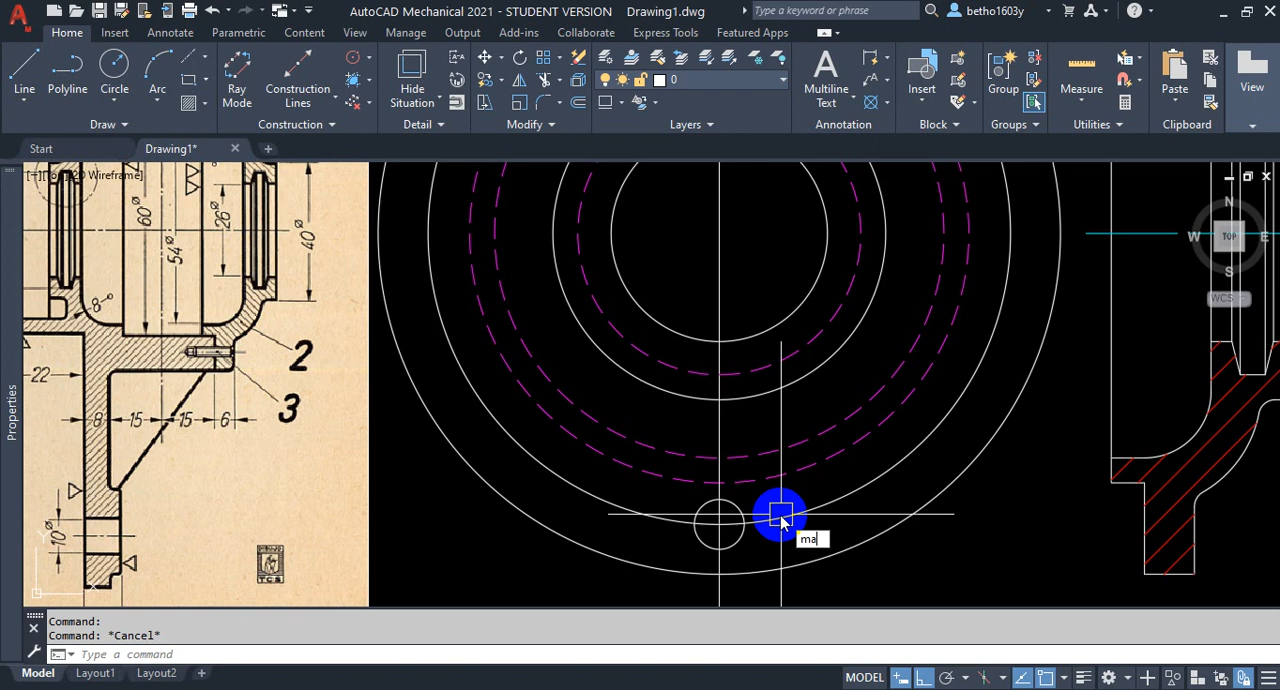 AutoCAD Mechanical 2021 - STUDENT VERSION Drawing1.dwg
Type a keyword or phrase
betho1603y
Home Insert Annotate Parametric Content View Manage Output Add-ins Collaborate Express Tools Featured Apps
Line Polyline Circle Arc
Ray Mode
Construction Lines
Hide Situation
0
Multiline Text
Insert
Group
Measure
Paste
View
Draw Construction Detail Modify Layers Annotation Block Groups Utilities Clipboard
Start Drawing1*
[−][Top][2D Wireframe]
Properties
60⌀
54⌀
26⌀
40⌀
8
2
22
3
8 15 15 6
10⌀
T C S
Y
X
N
W TOP E
S
WCS
ma
Command:
Command: *Cancel*
Type a command
Model Layout1 Layout2 +
MODEL